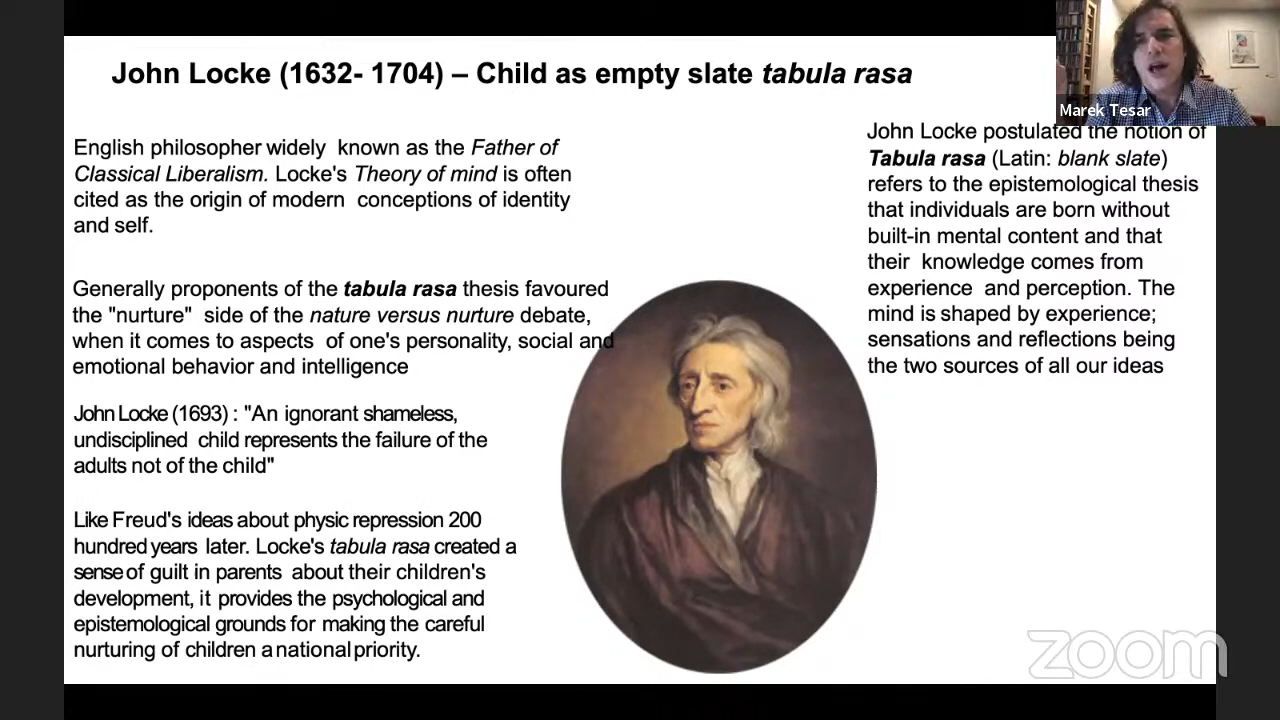 John Locke (1632- 1704) – Child as empty slate tabula rasa
English philosopher widely known as the Father of
Classical Liberalism. Locke's Theory of mind is often
cited as the origin of modern conceptions of identity
and self.
Generally proponents of the tabula rasa thesis favoured
the "nurture" side of the nature versus nurture debate,
when it comes to aspects of one's personality, social and
emotional behavior and intelligence
John Locke (1693) : "An ignorant shameless,
undisciplined child represents the failure of the
adults not of the child"
Like Freud's ideas about physic repression 200
hundred years later. Locke's tabula rasa created a
sense of guilt in parents about their children's
development, it provides the psychological and
epistemological grounds for making the careful
nurturing of children a national priority.
Marek Tesar
John Locke postulated the notion of
Tabula rasa (Latin: blank slate)
refers to the epistemological thesis
that individuals are born without
built-in mental content and that
their knowledge comes from
experience and perception. The
mind is shaped by experience;
sensations and reflections being
the two sources of all our ideas
zoom